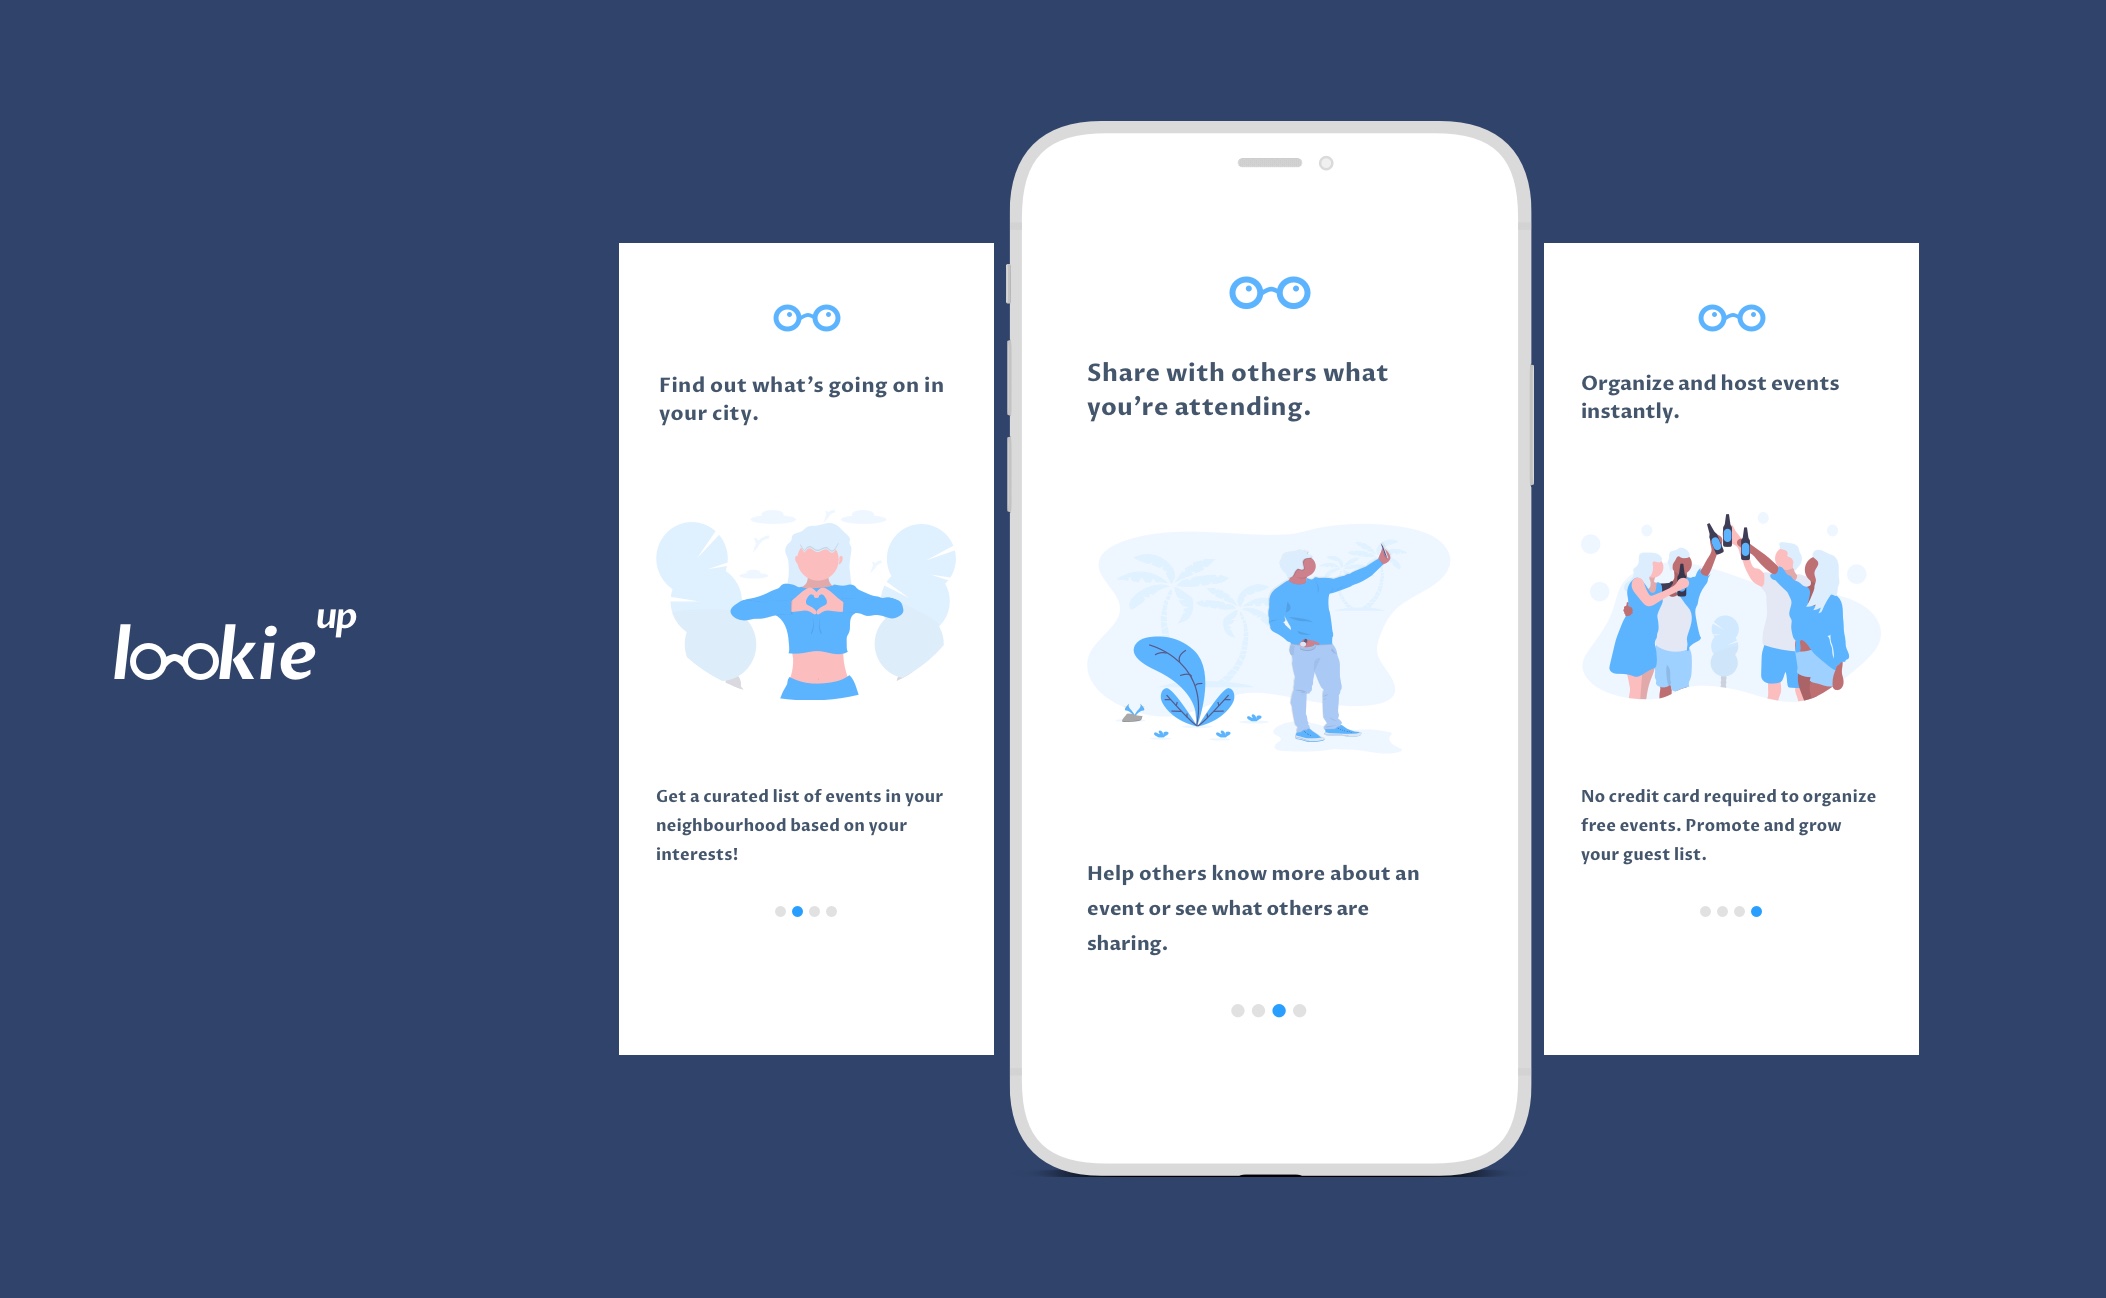 lookie up
Find out what’s going on in
your city.
Get a curated list of events in your
neighbourhood based on your
interests!
Share with others what
you’re attending.
Help others know more about an
event or see what others are
sharing.
Organize and host events
instantly.
No credit card required to organize
free events. Promote and grow
your guest list.